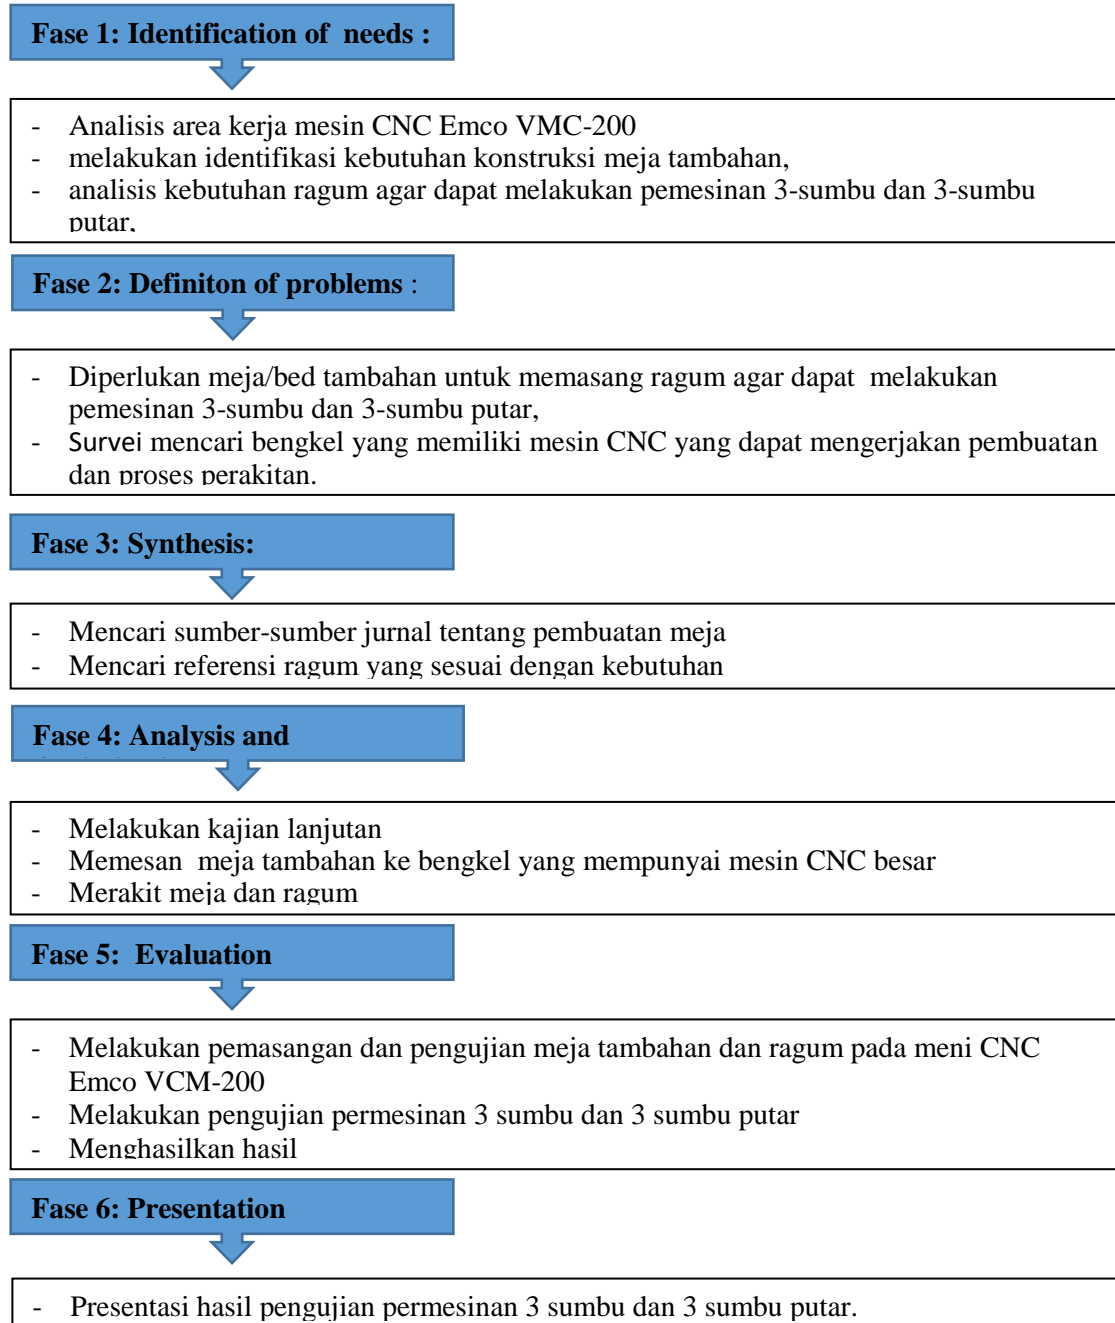 Fase 1: Identification of needs :
- Analisis area kerja mesin CNC Emco VMC-200
- melakukan identifikasi kebutuhan konstruksi meja tambahan,
- analisis kebutuhan ragum agar dapat melakukan pemesinan 3-sumbu dan 3-sumbu
putar,
Fase 2: Definiton of problems :
- Diperlukan meja/bed tambahan untuk memasang ragum agar dapat melakukan
pemesinan 3-sumbu dan 3-sumbu putar,
- Survei mencari bengkel yang memiliki mesin CNC yang dapat mengerjakan pembuatan
dan proses perakitan.
Fase 3: Synthesis:
- Mencari sumber-sumber jurnal tentang pembuatan meja
- Mencari referensi ragum yang sesuai dengan kebutuhan
Fase 4: Analysis and
- Melakukan kajian lanjutan
- Memesan meja tambahan ke bengkel yang mempunyai mesin CNC besar
- Merakit meja dan ragum
Fase 5: Evaluation
- Melakukan pemasangan dan pengujian meja tambahan dan ragum pada meni CNC
Emco VCM-200
- Melakukan pengujian permesinan 3 sumbu dan 3 sumbu putar
- Menghasilkan hasil
Fase 6: Presentation
- Presentasi hasil pengujian permesinan 3 sumbu dan 3 sumbu putar.